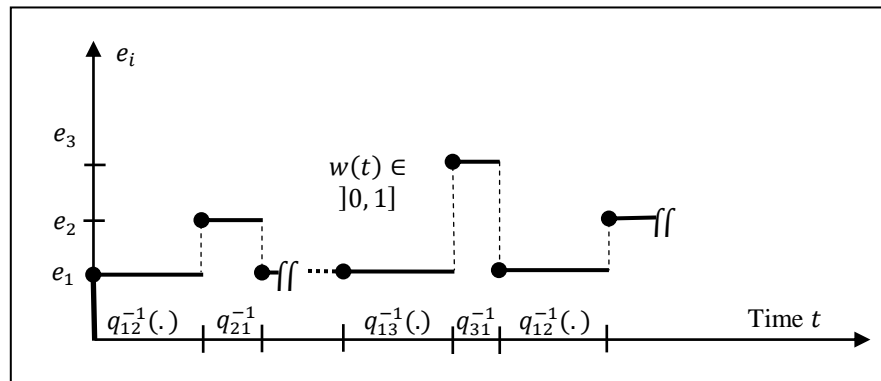 e_i
e_3
w(t) ∈
]0, 1]
e_2
e_1
q_{12}^{-1}(.) q_{21}^{-1} q_{13}^{-1}(.) q_{31}^{-1} q_{12}^{-1}(.) Time t